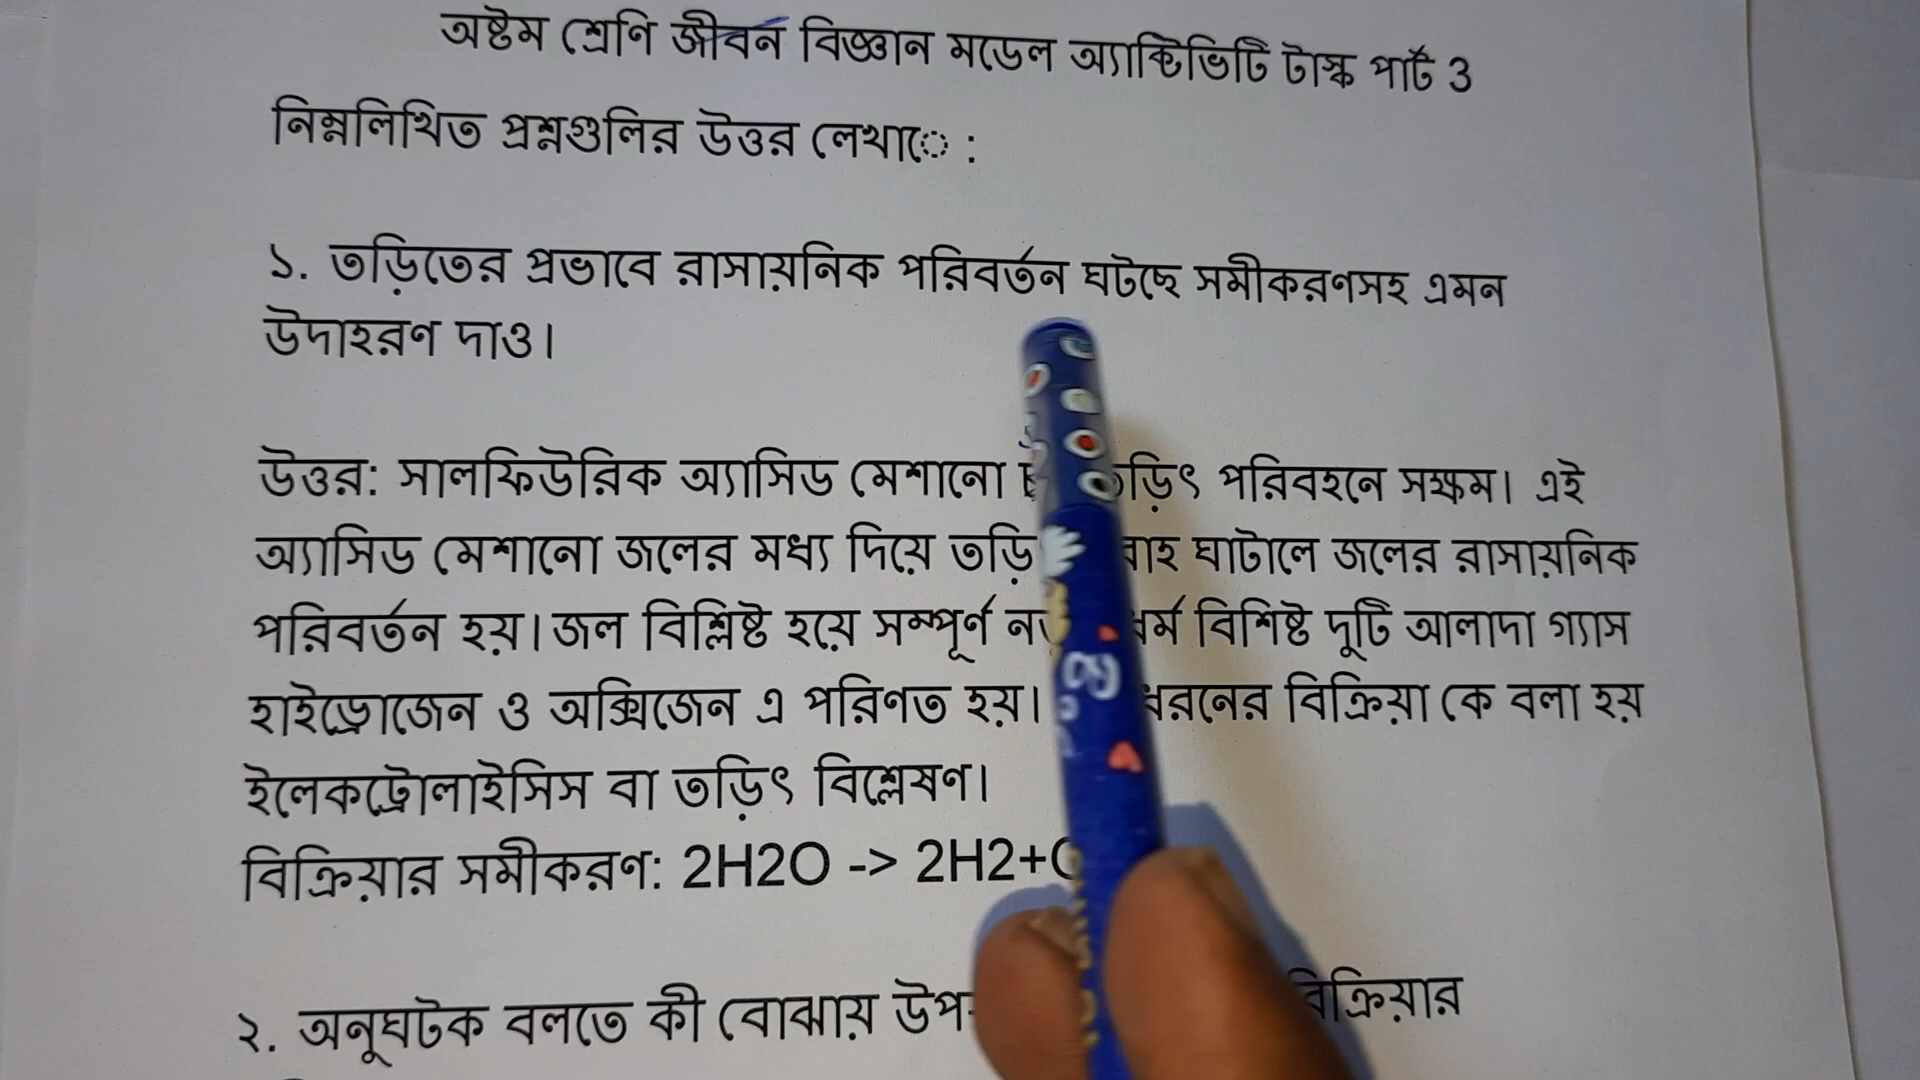 অষ্টম শ্রেণি জীবন বিজ্ঞান মডেল অ্যাক্টিভিটি টাস্ক পার্ট 3
নিম্নলিখিত প্রশ্নগুলির উত্তর লেখাে :
১. তড়িতের প্রভাবে রাসায়নিক পরিবর্তন ঘটছে সমীকরণসহ এমন
উদাহরণ দাও।
উত্তর: সালফিউরিক অ্যাসিড মেশানো তড়িৎ পরিবহনে সক্ষম। এই
অ্যাসিড মেশানো জলের মধ্য দিয়ে ঘাটালে জলের রাসায়নিক
পরিবর্তন হয়। জল বিশ্লিষ্ট হয়ে সম্পূর্ণ বিশিষ্ট দুটি আলাদা গ্যাস
হাইড্রোজেন ও অক্সিজেন এ পরিণত হয়। ধরনের বিক্রিয়া কে বলা হয়
ইলেকট্রোলাইসিস বা তড়িৎ বিশ্লেষণ।
বিক্রিয়ার সমীকরণ: 2H2O -> 2H2+
২. অনুঘটক বলতে কী বোঝায় বিক্রিয়ার